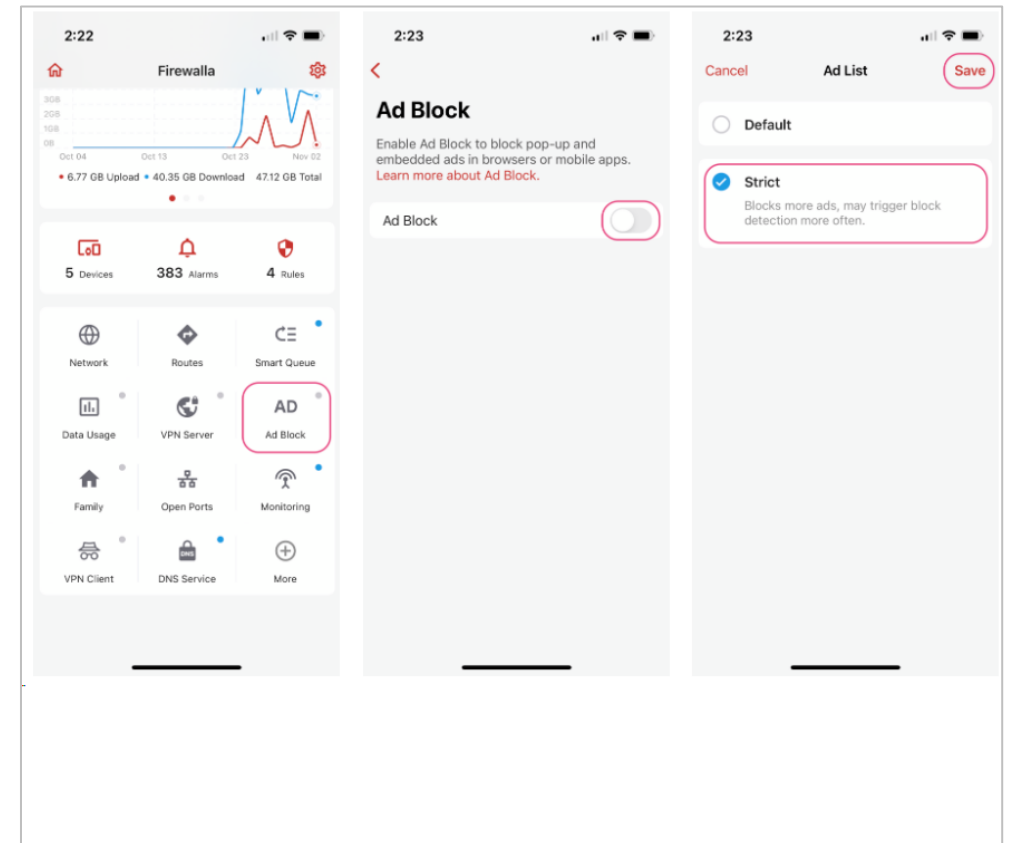 2:22
Firewalla
3GB
2GB
1GB
0B
Oct 04 Oct 13 Oct 23 Nov 02
• 6.77 GB Upload • 40.35 GB Download 47.12 GB Total
5 Devices 383 Alarms 4 Rules
Network Routes Smart Queue
Data Usage VPN Server AD Ad Block
Family Open Ports Monitoring
VPN Client DNS DNS Service More
2:23
Ad Block
Enable Ad Block to block pop-up and
embedded ads in browsers or mobile apps.
Learn more about Ad Block.
Ad Block
2:23
Cancel Ad List Save
Default
Strict
Blocks more ads, may trigger block
detection more often.